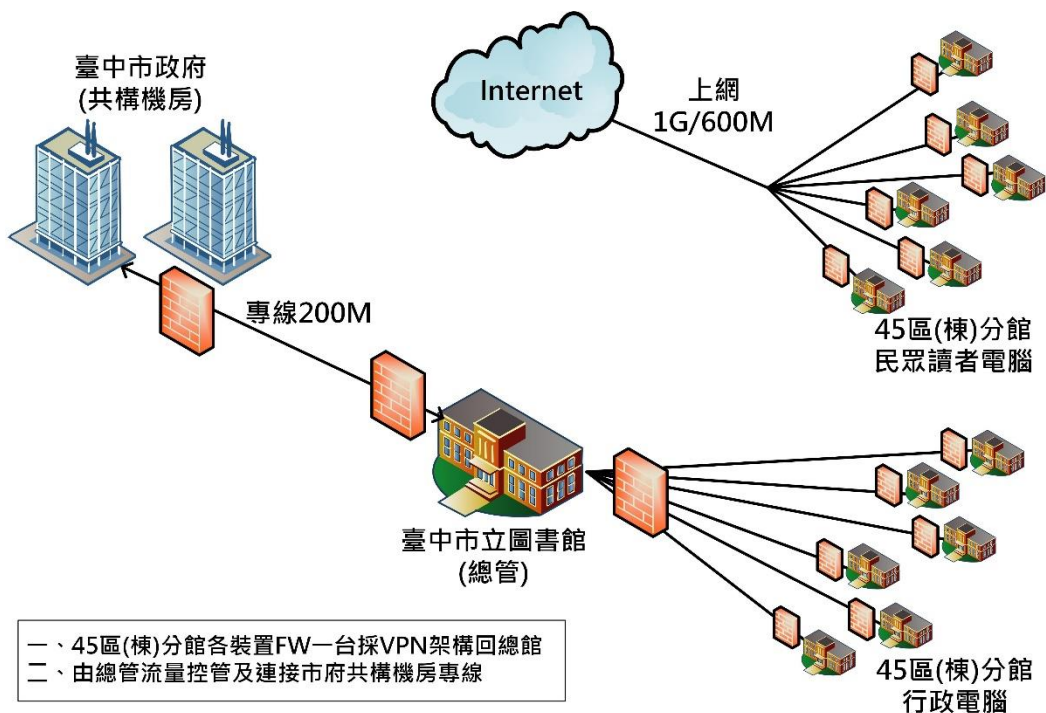 臺中市政府
(共構機房)
Internet
上網
1G/600M
專線200M
45區(棟)分館
民眾讀者電腦
臺中市立圖書館
(總管)
一、45區(棟)分館各裝置FW一台採VPN架構回總館
二、由總管流量控管及連接市府共構機房專線
45區(棟)分館
行政電腦